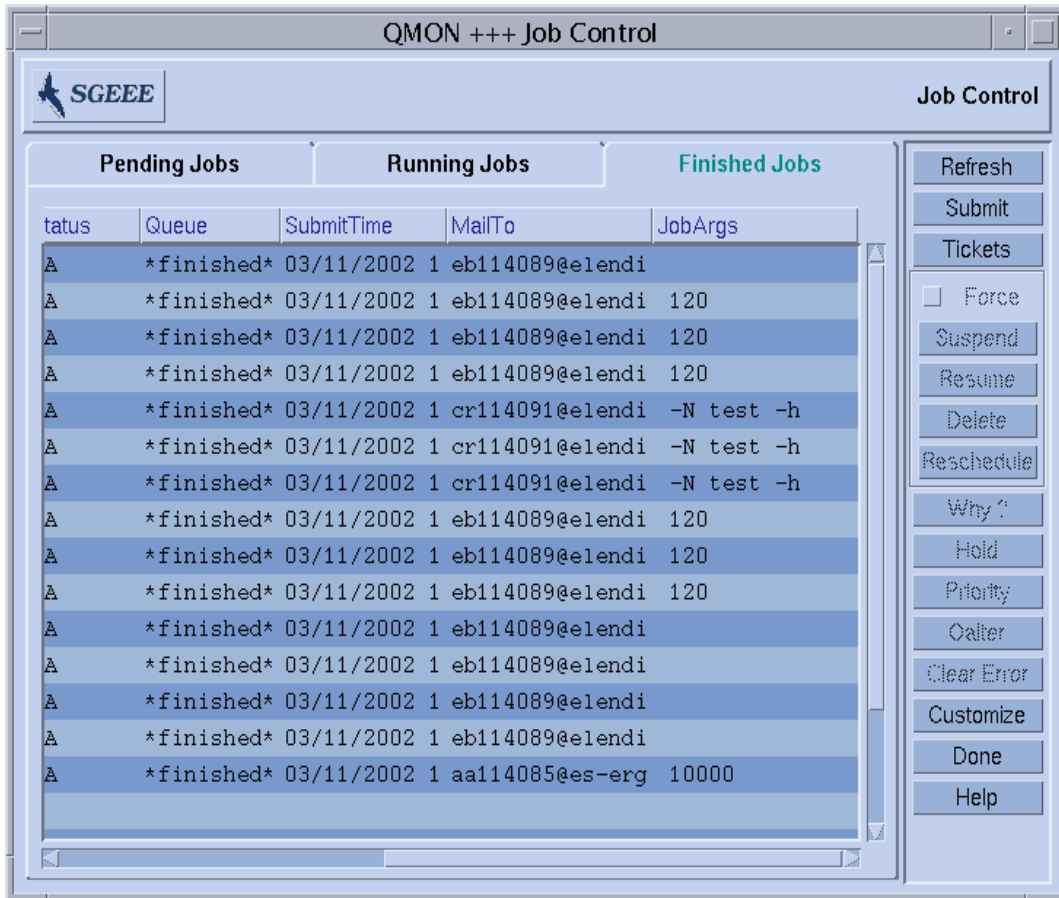 QMON +++ Job Control
SGEEE
Job Control
Pending Jobs Running Jobs Finished Jobs
tatus Queue SubmitTime MailTo JobArgs
A *finished* 03/11/2002 1 eb114089@elendi
A *finished* 03/11/2002 1 eb114089@elendi 120
A *finished* 03/11/2002 1 eb114089@elendi 120
A *finished* 03/11/2002 1 eb114089@elendi 120
A *finished* 03/11/2002 1 cr114091@elendi -N test -h
A *finished* 03/11/2002 1 cr114091@elendi -N test -h
A *finished* 03/11/2002 1 cr114091@elendi -N test -h
A *finished* 03/11/2002 1 eb114089@elendi 120
A *finished* 03/11/2002 1 eb114089@elendi 120
A *finished* 03/11/2002 1 eb114089@elendi 120
A *finished* 03/11/2002 1 eb114089@elendi
A *finished* 03/11/2002 1 eb114089@elendi
A *finished* 03/11/2002 1 eb114089@elendi
A *finished* 03/11/2002 1 eb114089@elendi
A *finished* 03/11/2002 1 aa114085@es-erg 10000
Refresh
Submit
Tickets
Force
Suspend
Resume
Delete
Reschedule
Why ?
Hold
Priority
Qalter
Clear Error
Customize
Done
Help